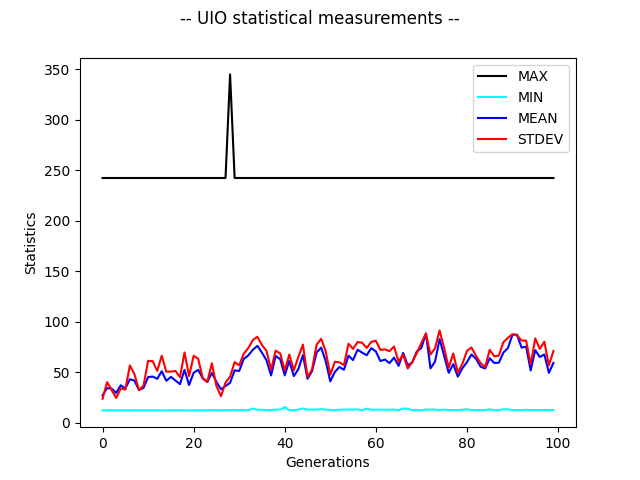 -- UIO statistical measurements --
350
300
250
200
150
100
50
0
Statistics
MAX
MIN
MEAN
STDEV
0 20 40 60 80 100
Generations